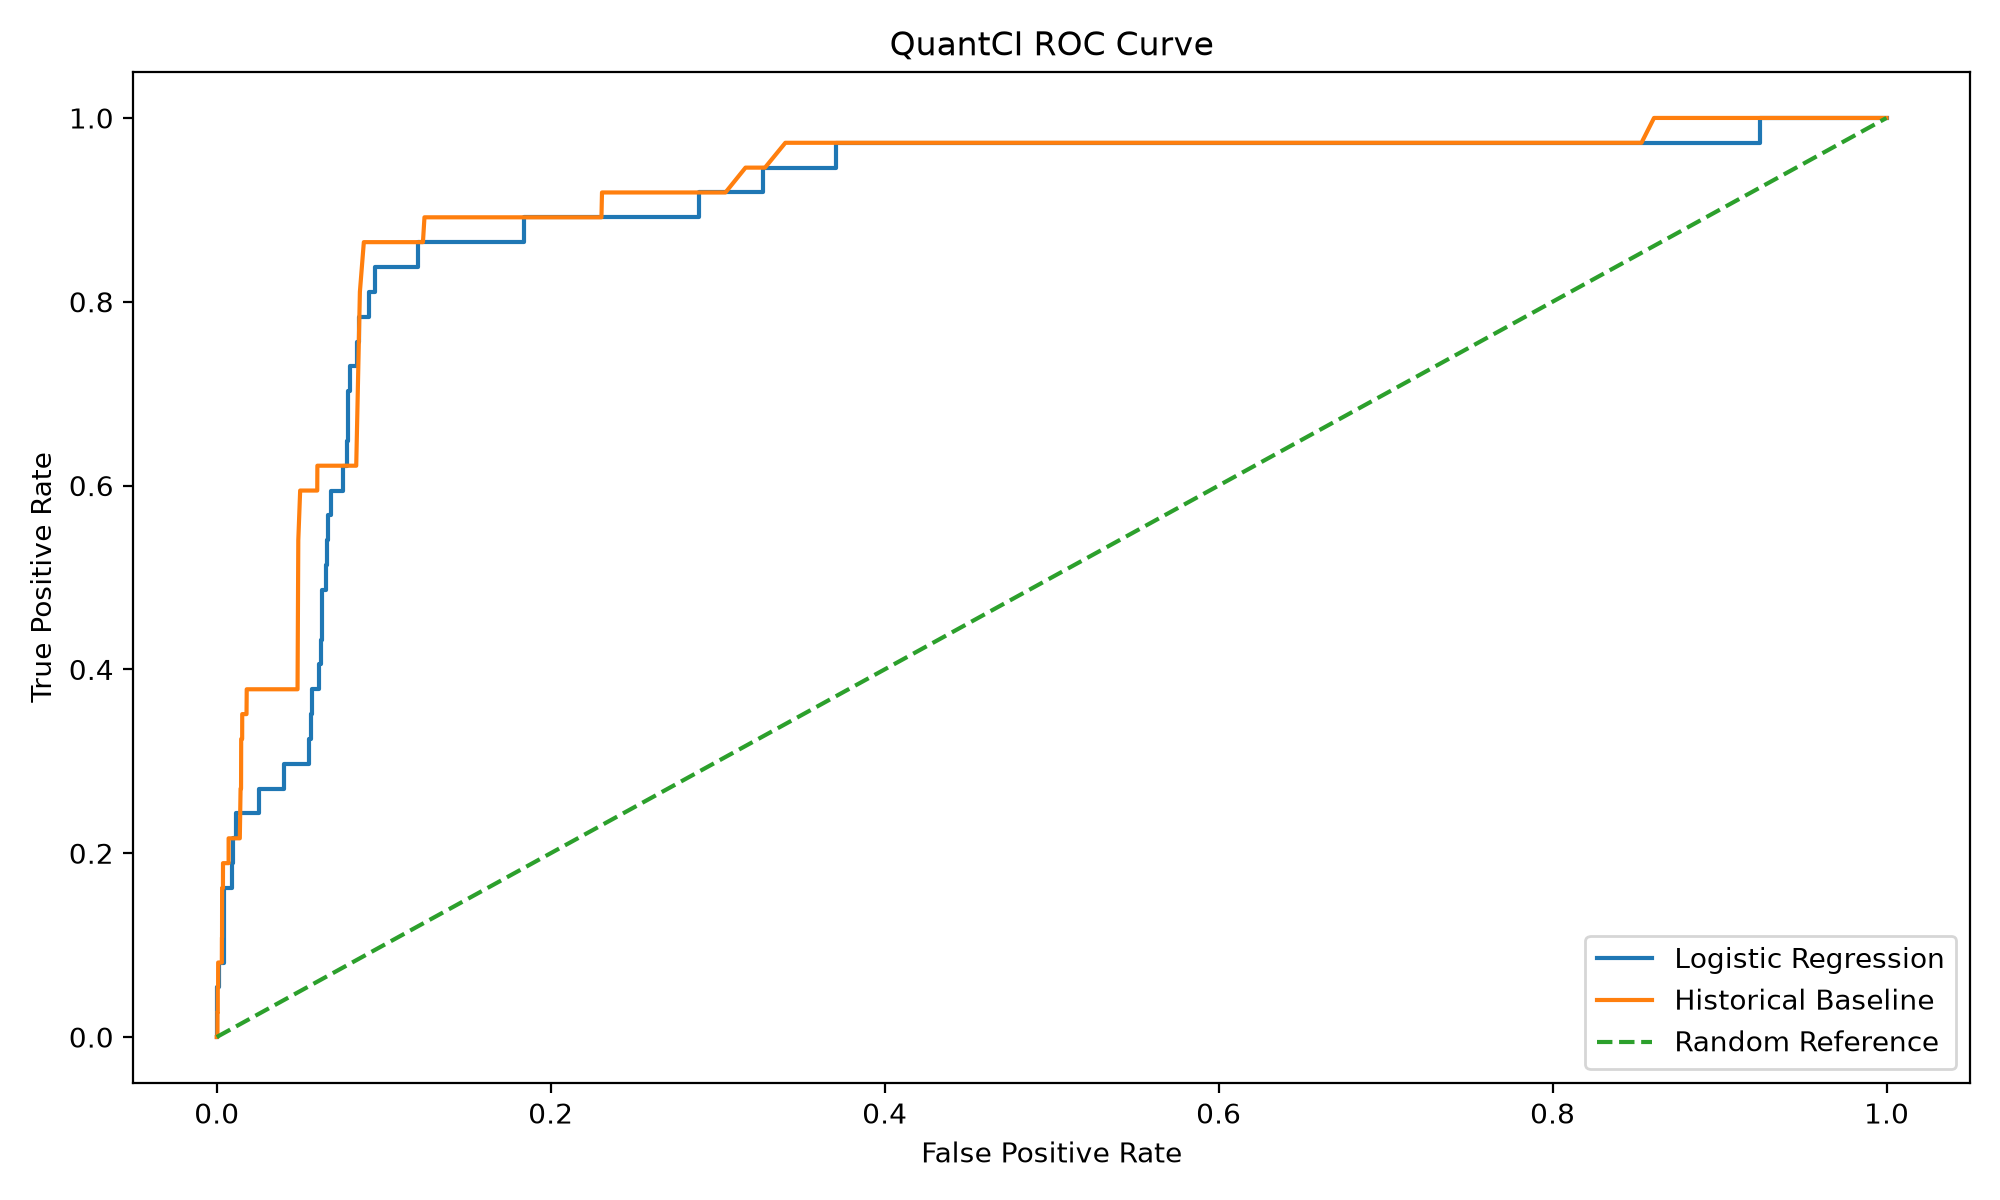 QuantCI ROC Curve
1.0
0.8
0.6
0.4
0.2
0.0
True Positive Rate
0.0 0.2 0.4 0.6 0.8 1.0
False Positive Rate
Logistic Regression
Historical Baseline
Random Reference